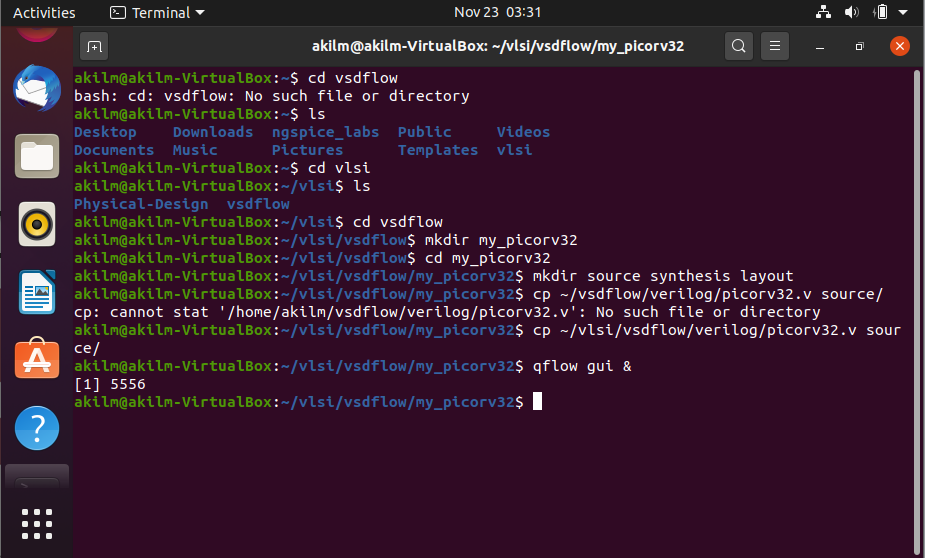 Activities Terminal Nov 23 03:31
akilm@akilm-VirtualBox: ~/vlsi/vsdflow/my_picorv32
akilm@akilm-VirtualBox:~$ cd vsdflow
bash: cd: vsdflow: No such file or directory
akilm@akilm-VirtualBox:~$ ls
Desktop Downloads ngspice_labs Public Videos
Documents Music Pictures Templates vlsi
akilm@akilm-VirtualBox:~$ cd vlsi
akilm@akilm-VirtualBox:~/vlsi$ ls
Physical-Design vsdflow
akilm@akilm-VirtualBox:~/vlsi$ cd vsdflow
akilm@akilm-VirtualBox:~/vlsi/vsdflow$ mkdir my_picorv32
akilm@akilm-VirtualBox:~/vlsi/vsdflow$ cd my_picorv32
akilm@akilm-VirtualBox:~/vlsi/vsdflow/my_picorv32$ mkdir source synthesis layout
akilm@akilm-VirtualBox:~/vlsi/vsdflow/my_picorv32$ cp ~/vsdflow/verilog/picorv32.v source/
cp: cannot stat '/home/akilm/vsdflow/verilog/picorv32.v': No such file or directory
akilm@akilm-VirtualBox:~/vlsi/vsdflow/my_picorv32$ cp ~/vlsi/vsdflow/verilog/picorv32.v sour
ce/
akilm@akilm-VirtualBox:~/vlsi/vsdflow/my_picorv32$ qflow gui &
[1] 5556
akilm@akilm-VirtualBox:~/vlsi/vsdflow/my_picorv32$